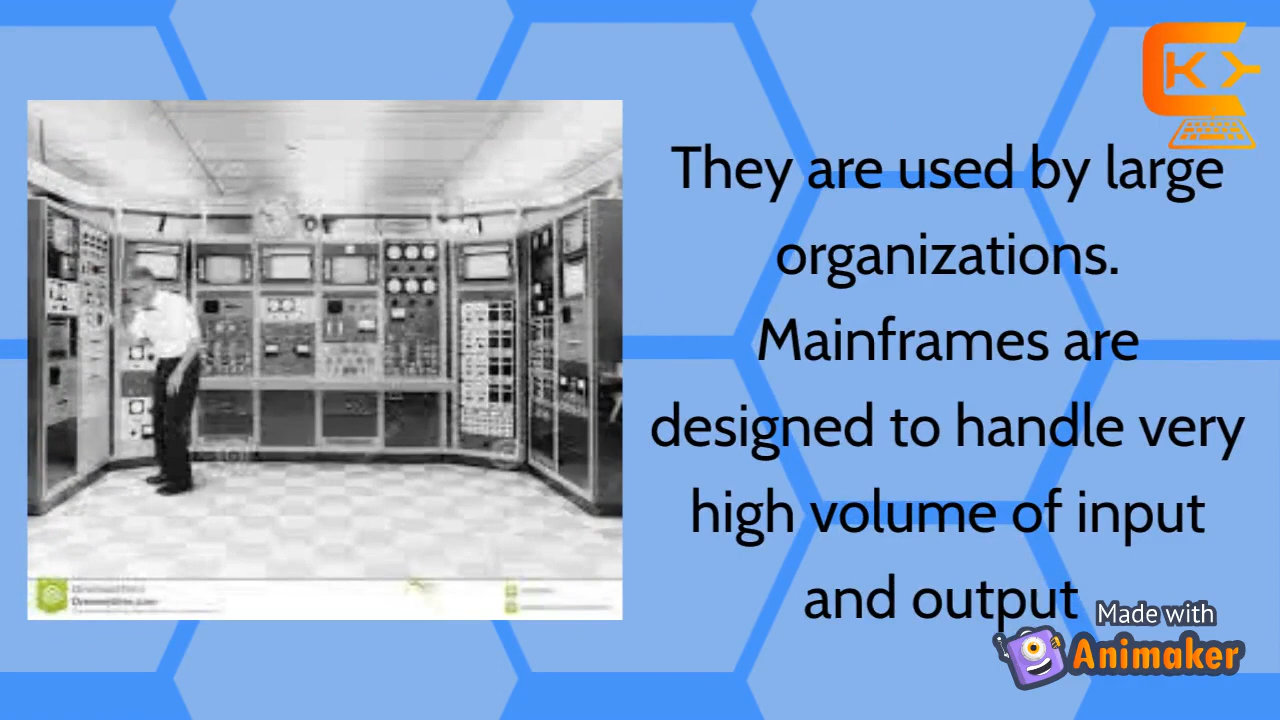 CKY
They are used by large
organizations.
Mainframes are
designed to handle very
high volume of input
and output
Made with
Animaker